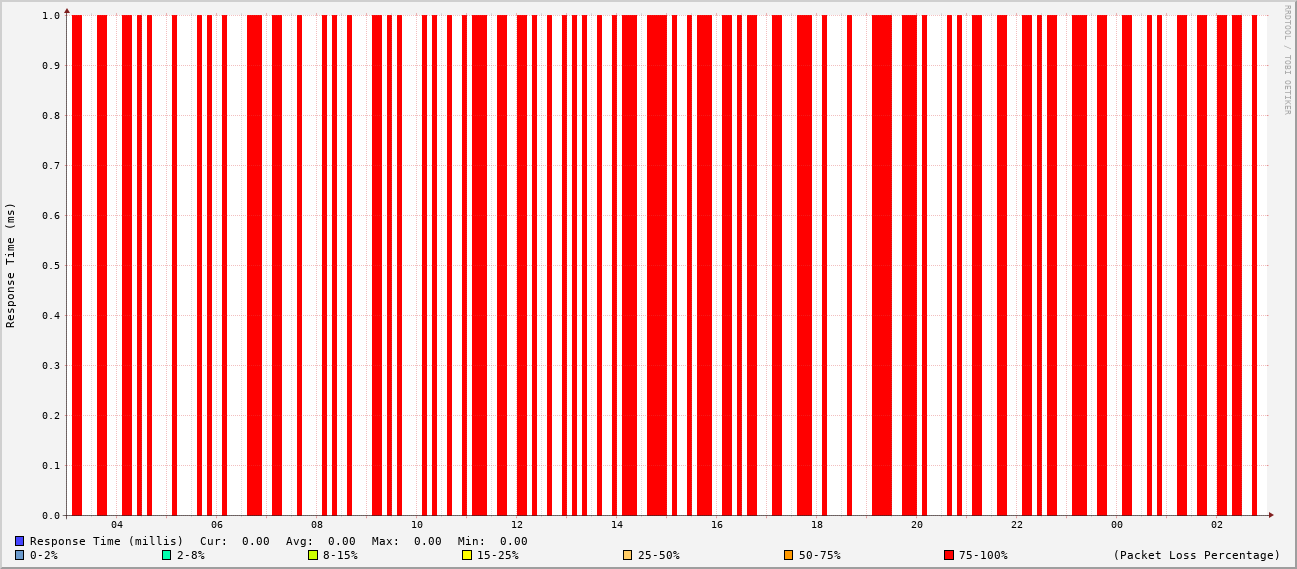 RRDTOOL / TOBI OETIKER
Response Time (ms)
1.0
0.9
0.8
0.7
0.6
0.5
0.4
0.3
0.2
0.1
0.0
04 06 08 10 12 14 16 18 20 22 00 02
Response Time (millis) Cur: 0.00 Avg: 0.00 Max: 0.00 Min: 0.00
0-2% 2-8% 8-15% 15-25% 25-50% 50-75% 75-100% (Packet Loss Percentage)